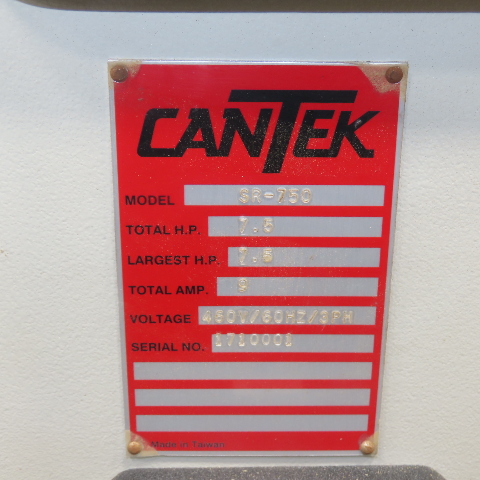 CANTEK
MODEL SR-750
TOTAL H.P. 7.5
LARGEST H.P. 7.5
TOTAL AMP. 9
VOLTAGE 460V/60HZ/3PH
SERIAL NO. 1710001
Made in Taiwan